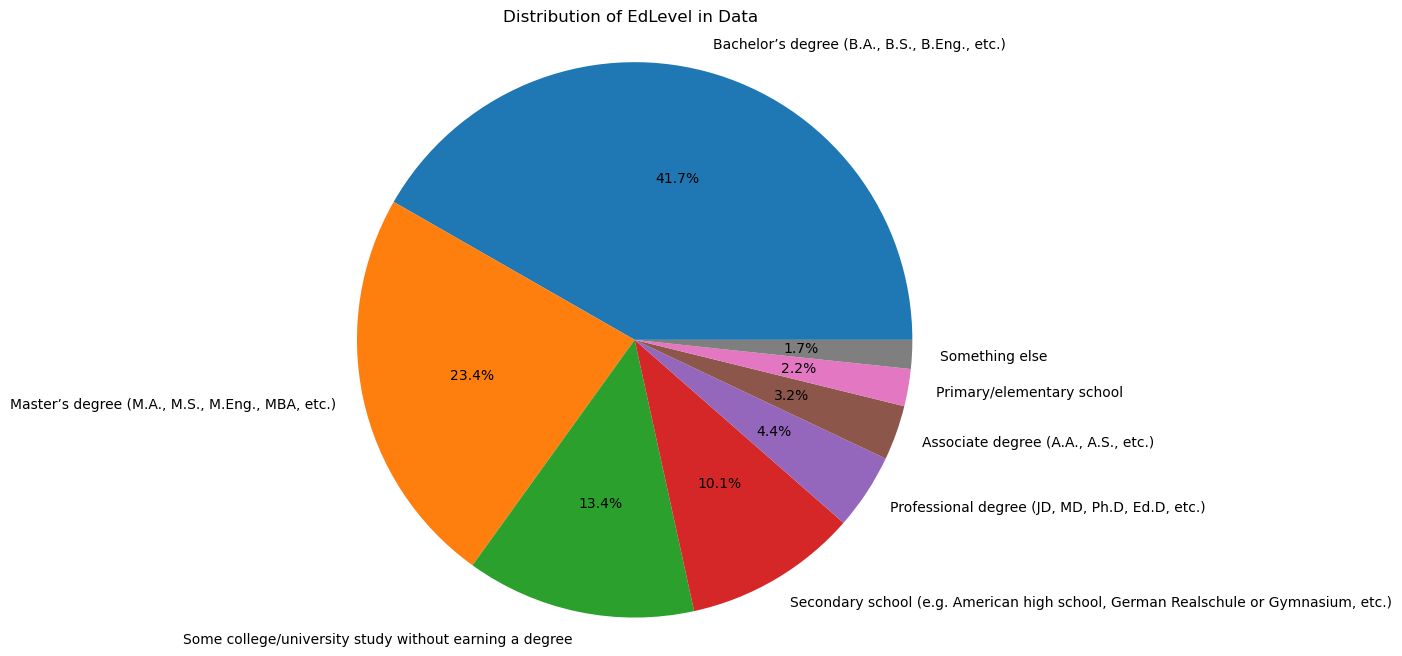 Distribution of EdLevel in Data
Bachelor’s degree (B.A., B.S., B.Eng., etc.)
41.7%
Master’s degree (M.A., M.S., M.Eng., MBA, etc.)
23.4%
Some college/university study without earning a degree
13.4%
Secondary school (e.g. American high school, German Realschule or Gymnasium, etc.)
10.1%
Professional degree (JD, MD, Ph.D, Ed.D, etc.)
4.4%
Associate degree (A.A., A.S., etc.)
3.2%
Primary/elementary school
2.2%
Something else
1.7%